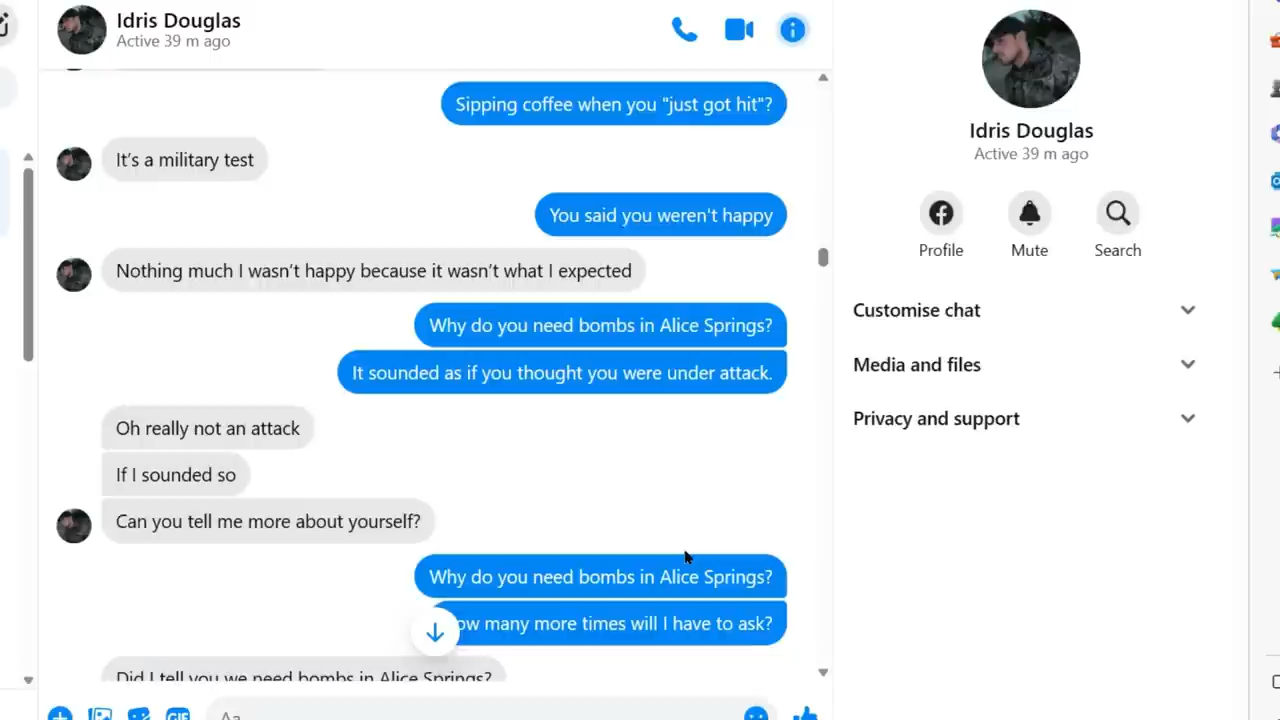 Idris Douglas
Active 39 m ago
Sipping coffee when you "just got hit"?
It's a military test
You said you weren't happy
Nothing much I wasn't happy because it wasn't what I expected
Why do you need bombs in Alice Springs?
It sounded as if you thought you were under attack.
Oh really not an attack
If I sounded so
Can you tell me more about yourself?
Why do you need bombs in Alice Springs?
ow many more times will I have to ask?
Did I tell you we need bombs in Alice Springs?
GIF
Aa
Idris Douglas
Active 39 m ago
Profile
Mute
Search
Customise chat
Media and files
Privacy and support